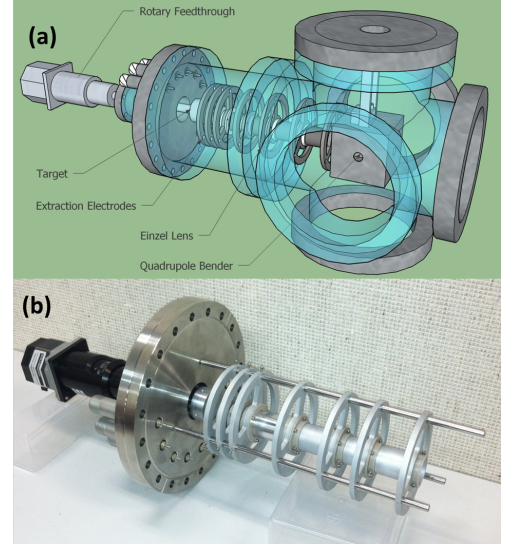 (a)
Rotary Feedthrough
Target
Extraction Electrodes
Einzel Lens
Quadrupole Bender
(b)